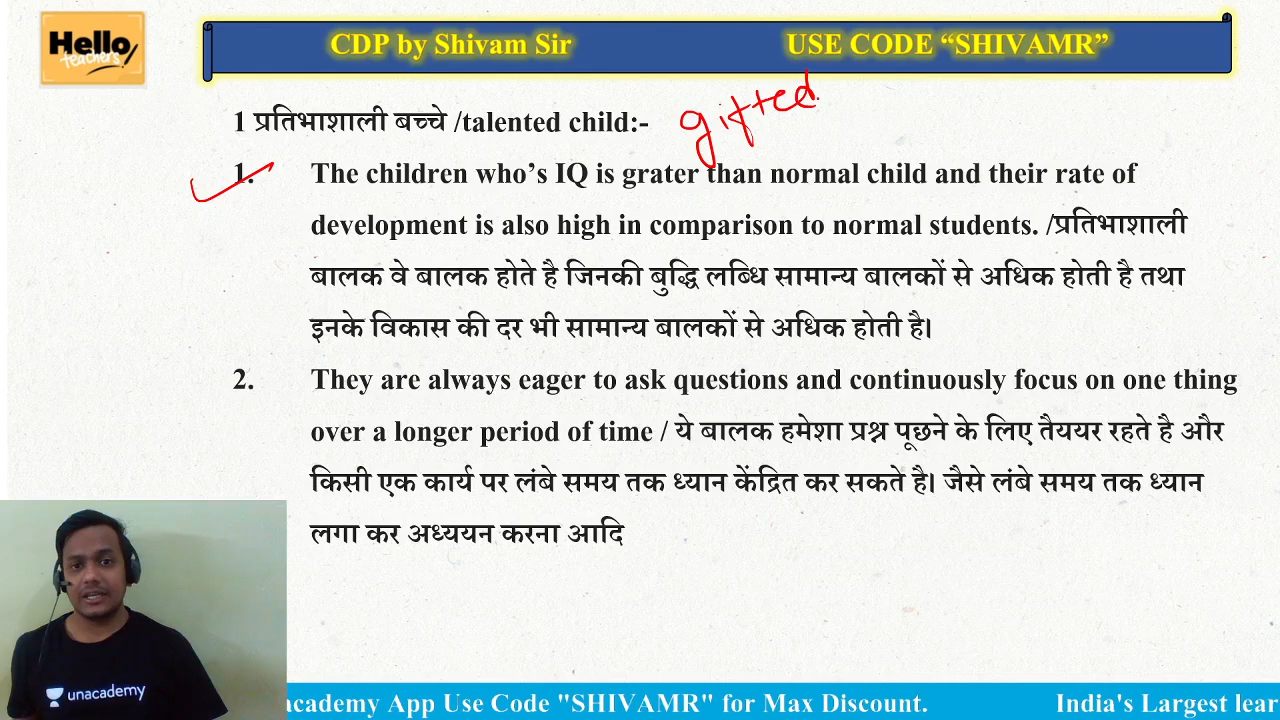 Hello
teachers!
CDP by Shivam Sir USE CODE “SHIVAMR”
gifted
1 प्रतिभाशाली बच्चे /talented child:-
1. The children who’s IQ is grater than normal child and their rate of
development is also high in comparison to normal students. /प्रतिभाशाली
बालक वे बालक होते है जिनकी बुद्धि लब्धि सामान्य बालकों से अधिक होती है तथा
इनके विकास की दर भी सामान्य बालकों से अधिक होती है।
2. They are always eager to ask questions and continuously focus on one thing
over a longer period of time / ये बालक हमेशा प्रश्न पूछने के लिए तैययर रहते है और
किसी एक कार्य पर लंबे समय तक ध्यान केंद्रित कर सकते है। जैसे लंबे समय तक ध्यान
लगा कर अध्ययन करना आदि
unacademy
academy App Use Code "SHIVAMR" for Max Discount. India's Largest lear